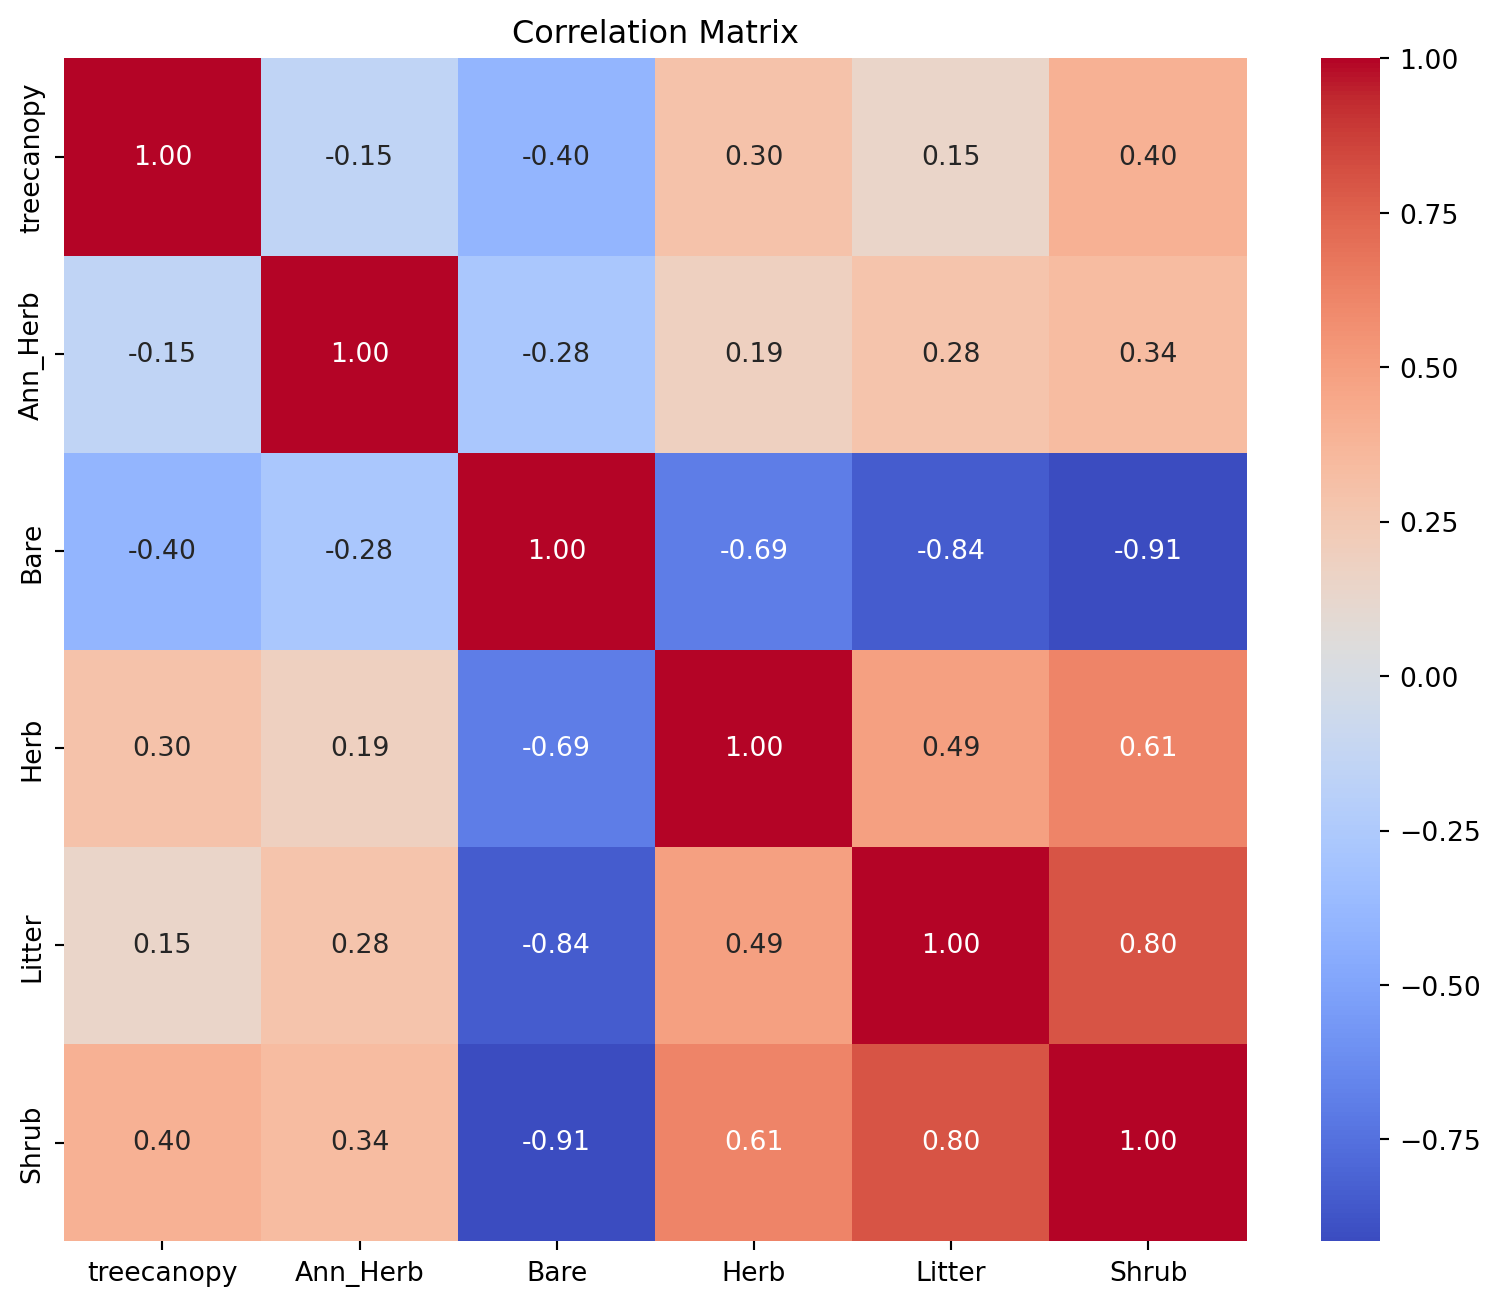 Correlation Matrix
treecanopy 1.00 -0.15 -0.40 0.30 0.15 0.40
Ann_Herb -0.15 1.00 -0.28 0.19 0.28 0.34
Bare -0.40 -0.28 1.00 -0.69 -0.84 -0.91
Herb 0.30 0.19 -0.69 1.00 0.49 0.61
Litter 0.15 0.28 -0.84 0.49 1.00 0.80
Shrub 0.40 0.34 -0.91 0.61 0.80 1.00
treecanopy Ann_Herb Bare Herb Litter Shrub
1.00
0.75
0.50
0.25
0.00
−0.25
−0.50
−0.75